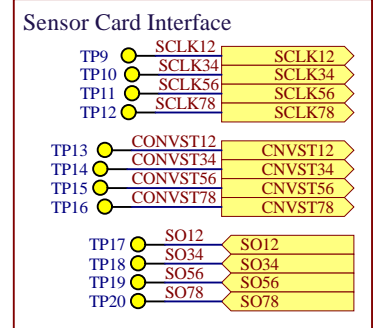 Sensor Card Interface
TP9 SCLK12 SCLK12
TP10 SCLK34 SCLK34
TP11 SCLK56 SCLK56
TP12 SCLK78 SCLK78
TP13 CONVST12 CNVST12
TP14 CONVST34 CNVST34
TP15 CONVST56 CNVST56
TP16 CONVST78 CNVST78
TP17 SO12 SO12
TP18 SO34 SO34
TP19 SO56 SO56
TP20 SO78 SO78